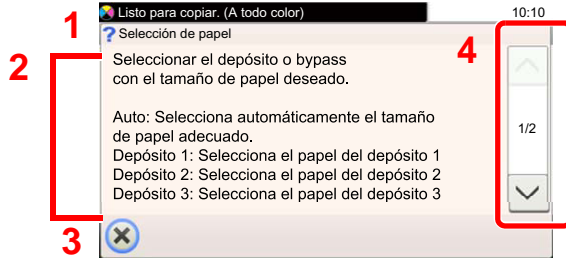 Listo para copiar. (A todo color)
10:10
1
? Selección de papel
2
4
Seleccionar el depósito o bypass
con el tamaño de papel deseado.
Auto: Selecciona automáticamente el tamaño
de papel adecuado.
1/2
Depósito 1: Selecciona el papel del depósito 1
Depósito 2: Selecciona el papel del depósito 2
Depósito 3: Selecciona el papel del depósito 3
3